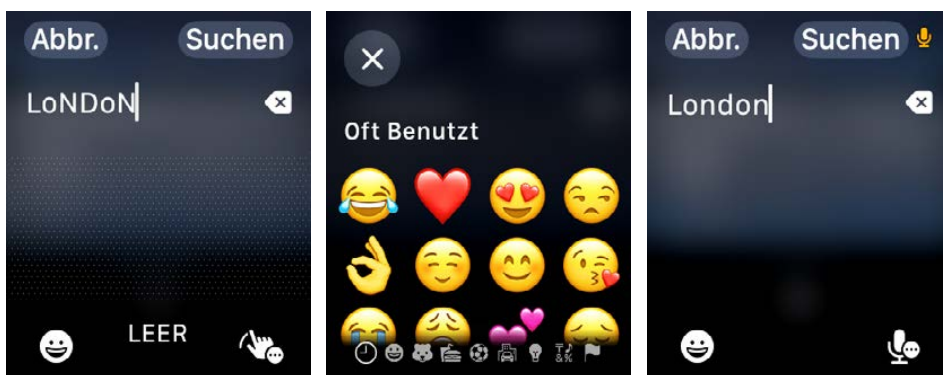 Abbr. Suchen
LoNDoN
LEER
Oft Benutzt
Abbr. Suchen
London